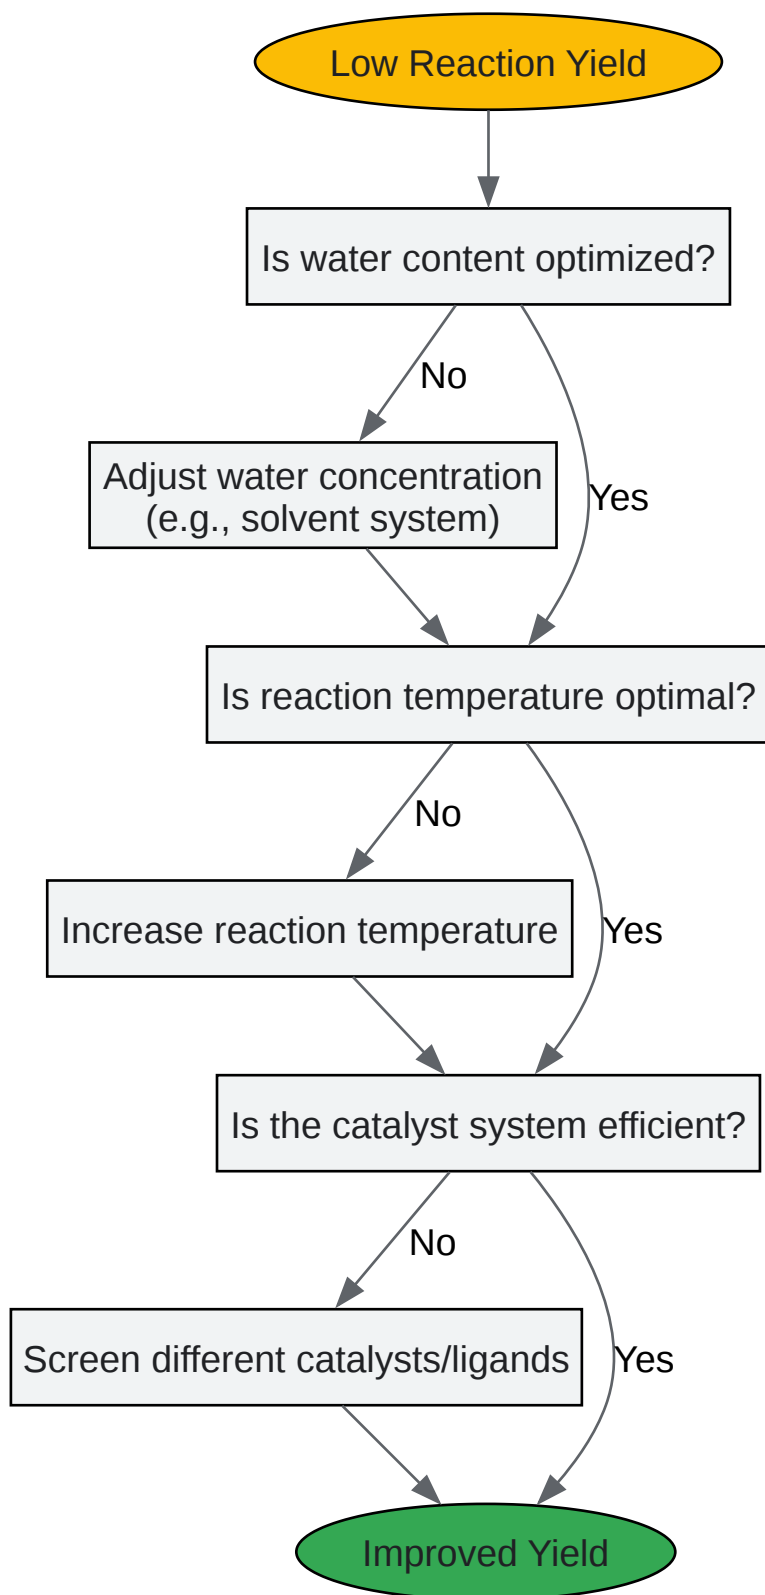 Low Reaction Yield
Is water content optimized?
No
Adjust water concentration
(e.g., solvent system)
Yes
Is reaction temperature optimal?
No
Increase reaction temperature
Yes
Is the catalyst system efficient?
No
Screen different catalysts/ligands
Yes
Improved Yield